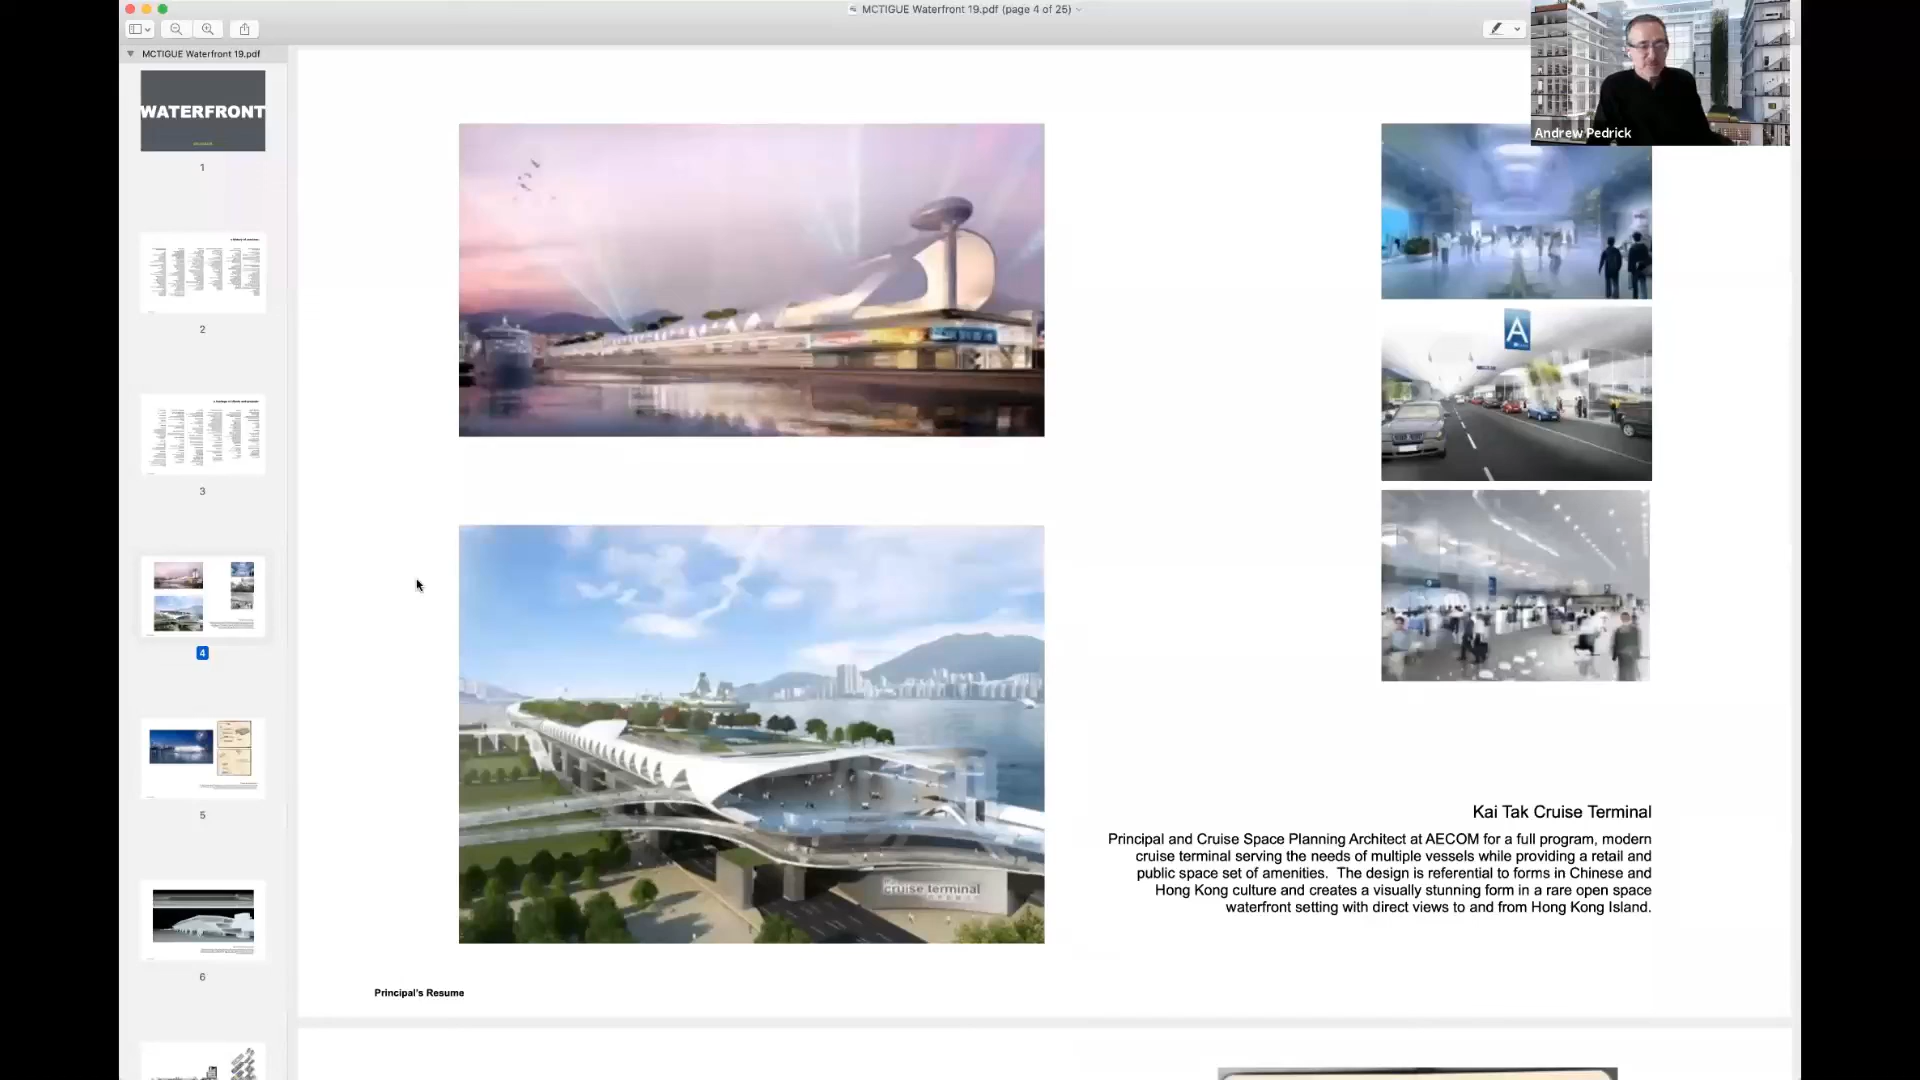 MCTIGUE Waterfront 19.pdf (page 4 of 25)
MCTIGUE Waterfront 19.pdf
WATERFRONT
1
2
3
4
5
6
Andrew Pedrick
A
cruise terminal
Kai Tak Cruise Terminal
Principal and Cruise Space Planning Architect at AECOM for a full program, modern
cruise terminal serving the needs of multiple vessels while providing a retail and
public space set of amenities. The design is referential to forms in Chinese and
Hong Kong culture and creates a visually stunning form in a rare open space
waterfront setting with direct views to and from Hong Kong Island.
Principal's Resume